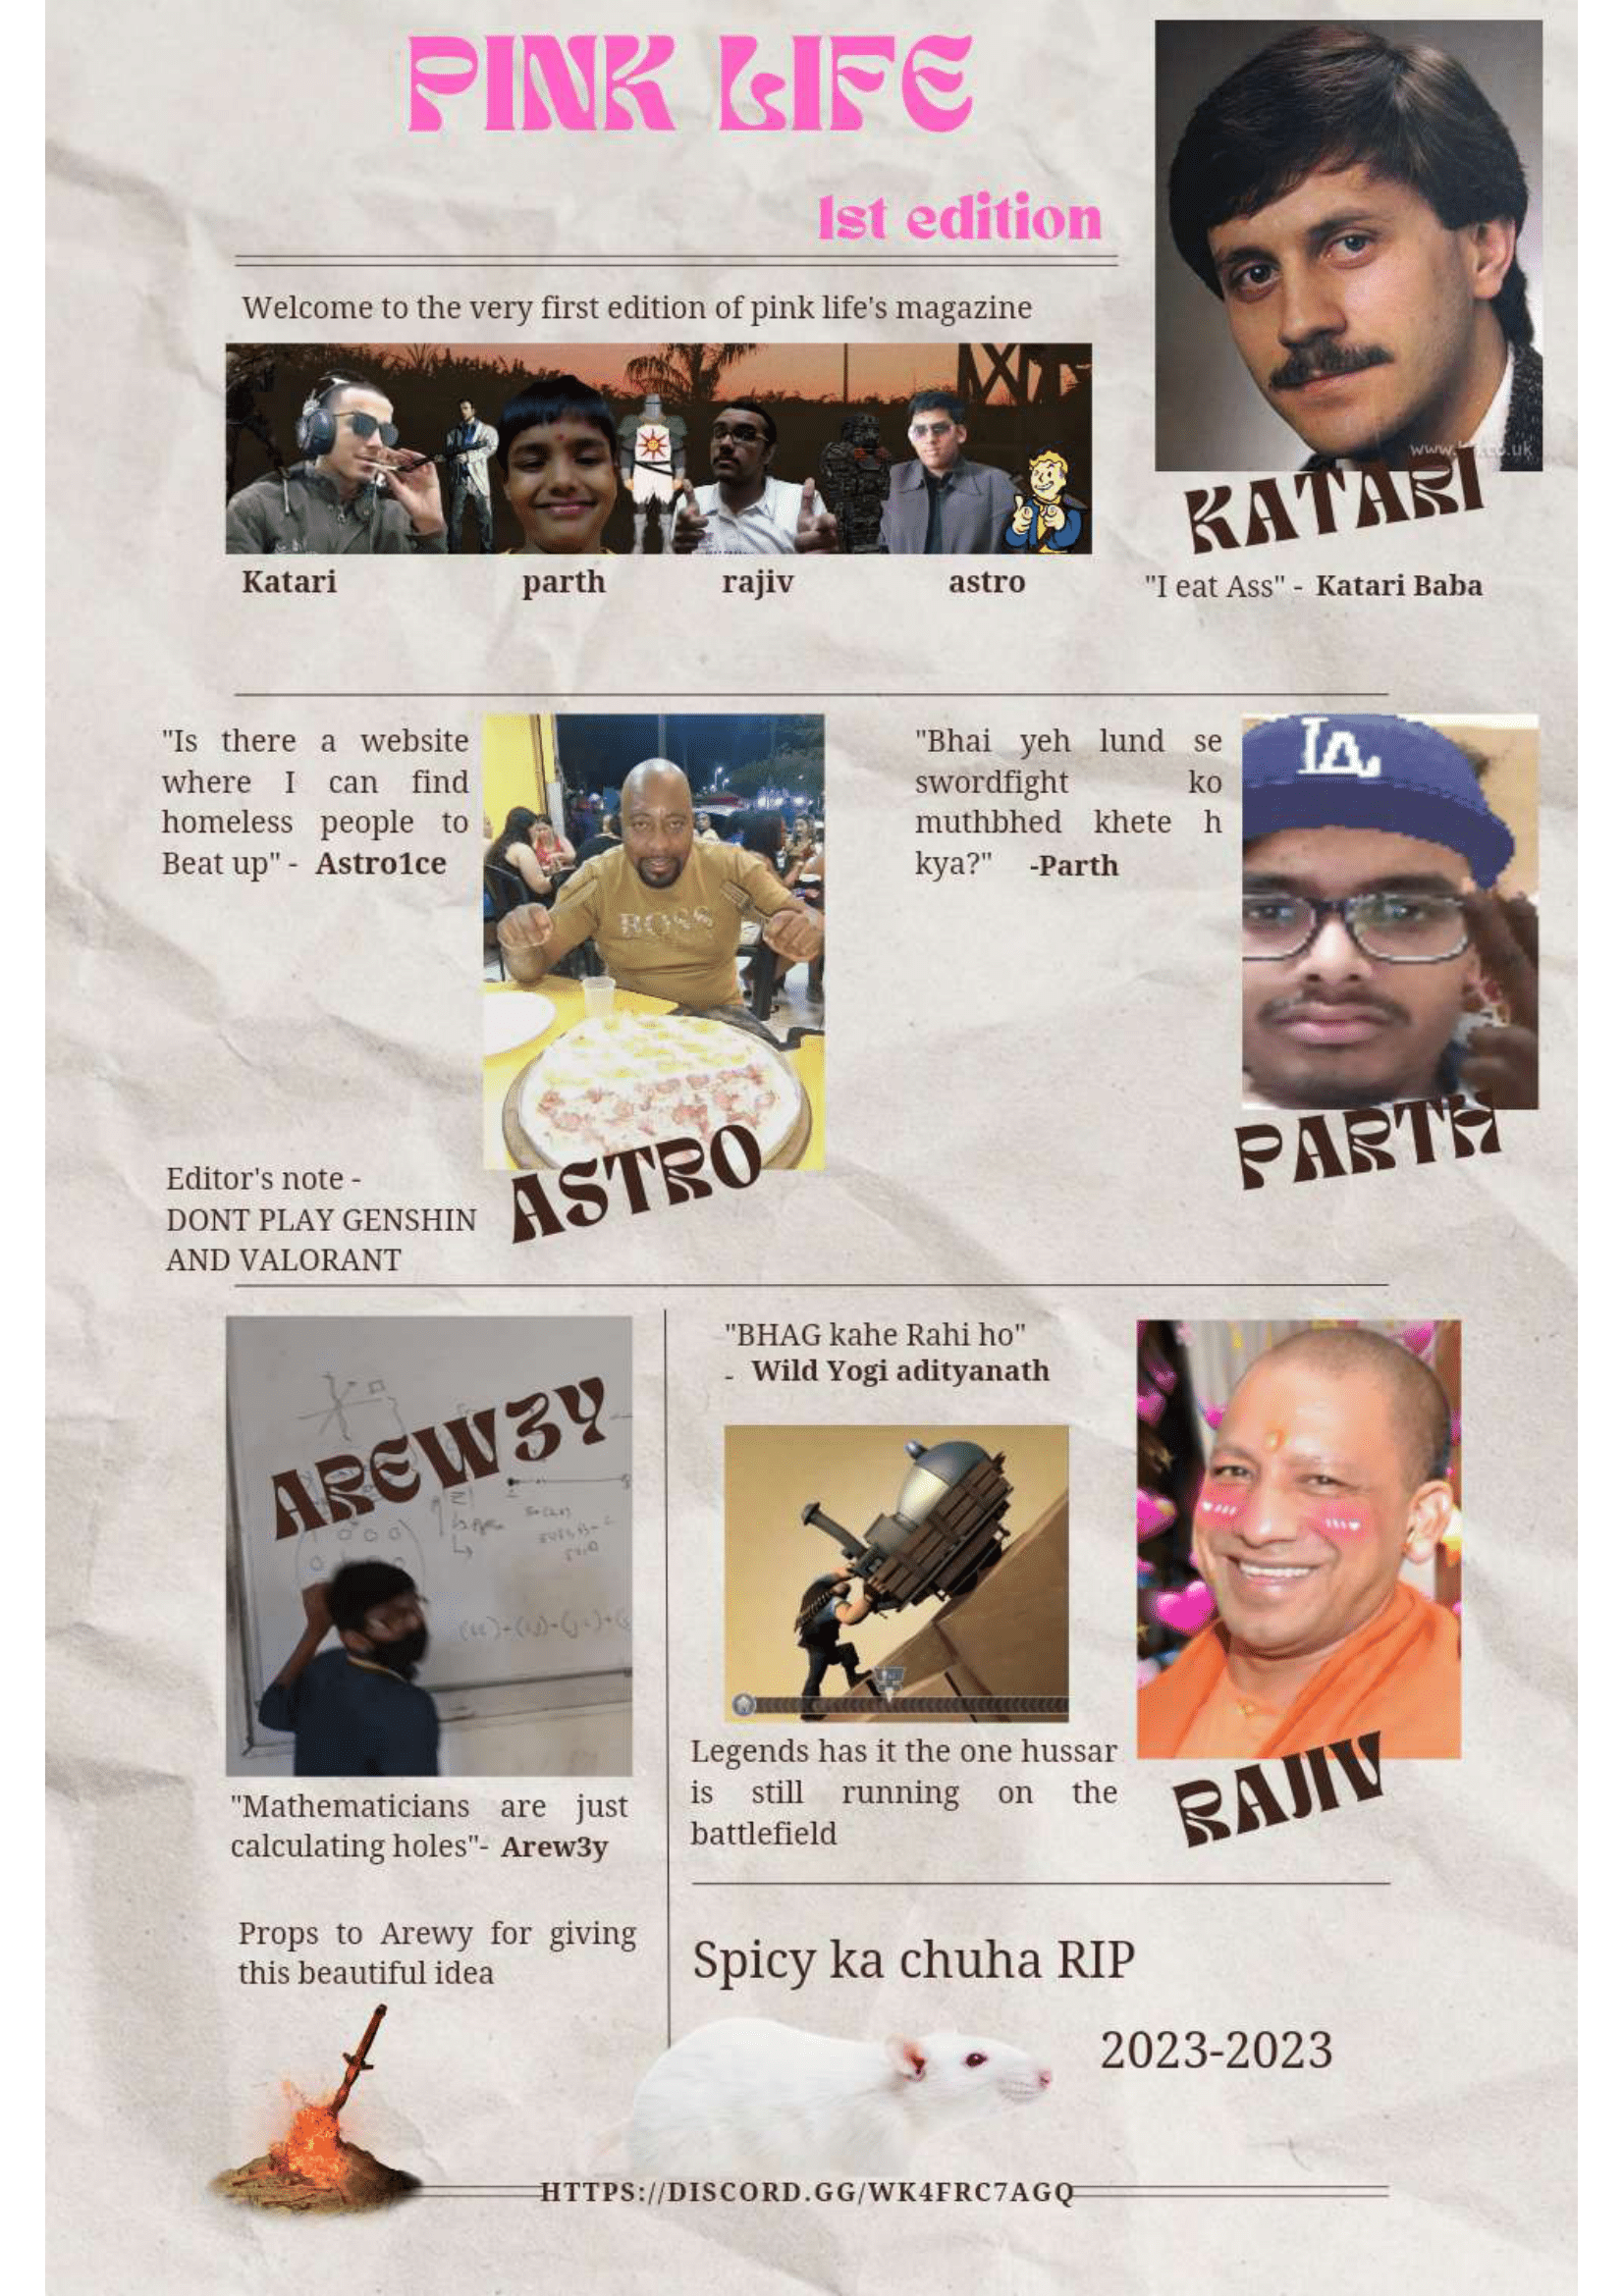 PINK LIFE
1st edition
Welcome to the very first edition of pink life's magazine
Katari parth rajiv astro
KATARI
"I eat Ass" - Katari Baba
"Is there a website
where I can find
homeless people to
Beat up" - Astro1ce
BOSS
ASTRO
Editor's note -
DONT PLAY GENSHIN
AND VALORANT
"Bhai yeh lund se
swordfight ko
muthbhed khete h
kya?" -Parth
LA
PARTH
AREW3Y
"Mathematicians are just
calculating holes"- Arew3y
Props to Arewy for giving
this beautiful idea
"BHAG kahe Rahi ho"
- Wild Yogi adityanath
Legends has it the one hussar
is still running on the
battlefield
RAJIV
Spicy ka chuha RIP
2023-2023
HTTPS://DISCORD.GG/WK4FRC7AGQ